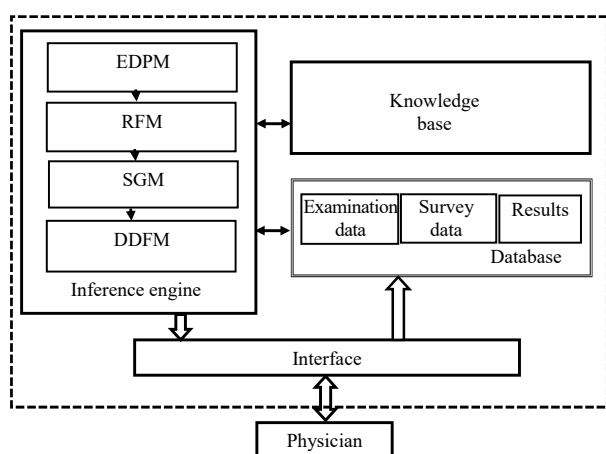 EDPM
RFM
SGM
DDFM
Inference engine
Knowledge
base
Examination
data
Survey
data
Results
Database
Interface
Physician